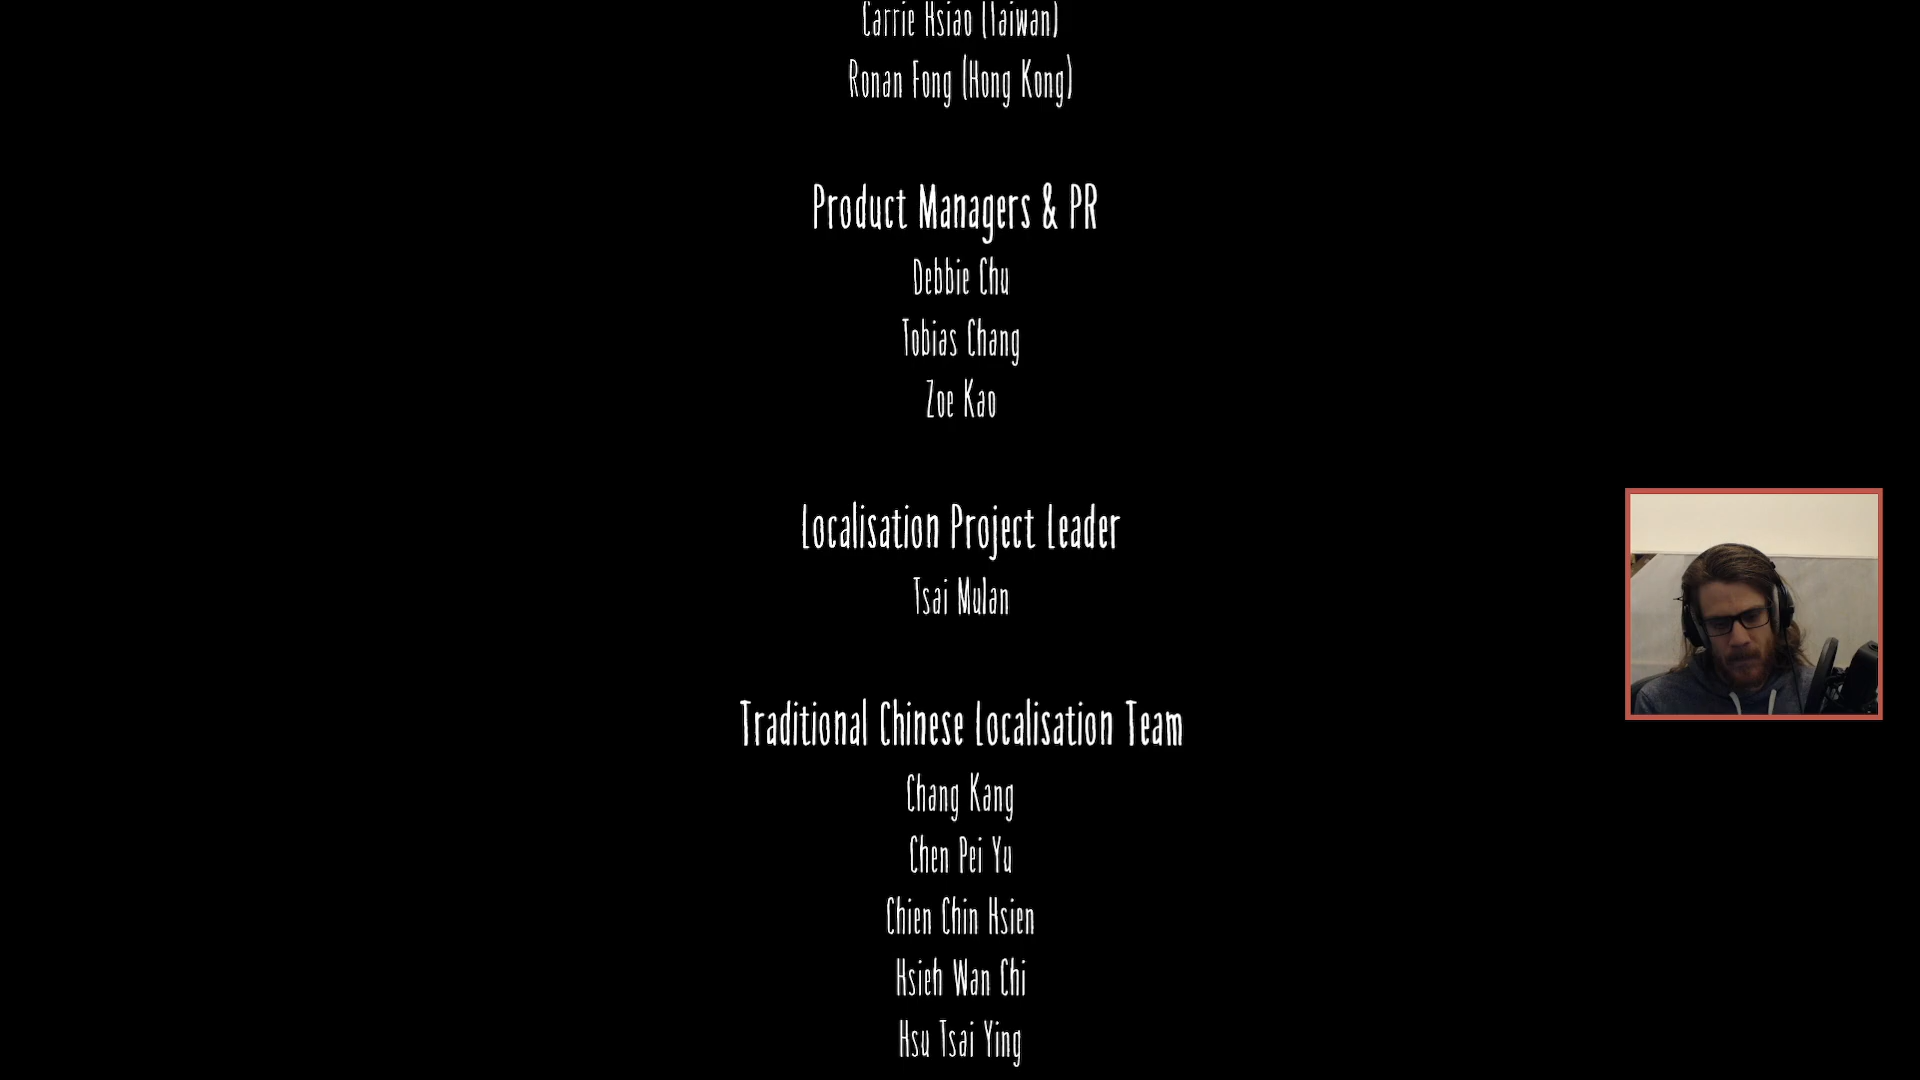 Carrie Hsiao (Taiwan)
Ronan Fong (Hong Kong)
Product Managers & PR
Debbie Chu
Tobias Chang
Zoe Kao
Localisation Project Leader
Tsai Mulan
Traditional Chinese Localisation Team
Chang Kang
Chen Pei Yu
Chien Chin Hsien
Hsieh Wan Chi
Hsu Tsai Ying